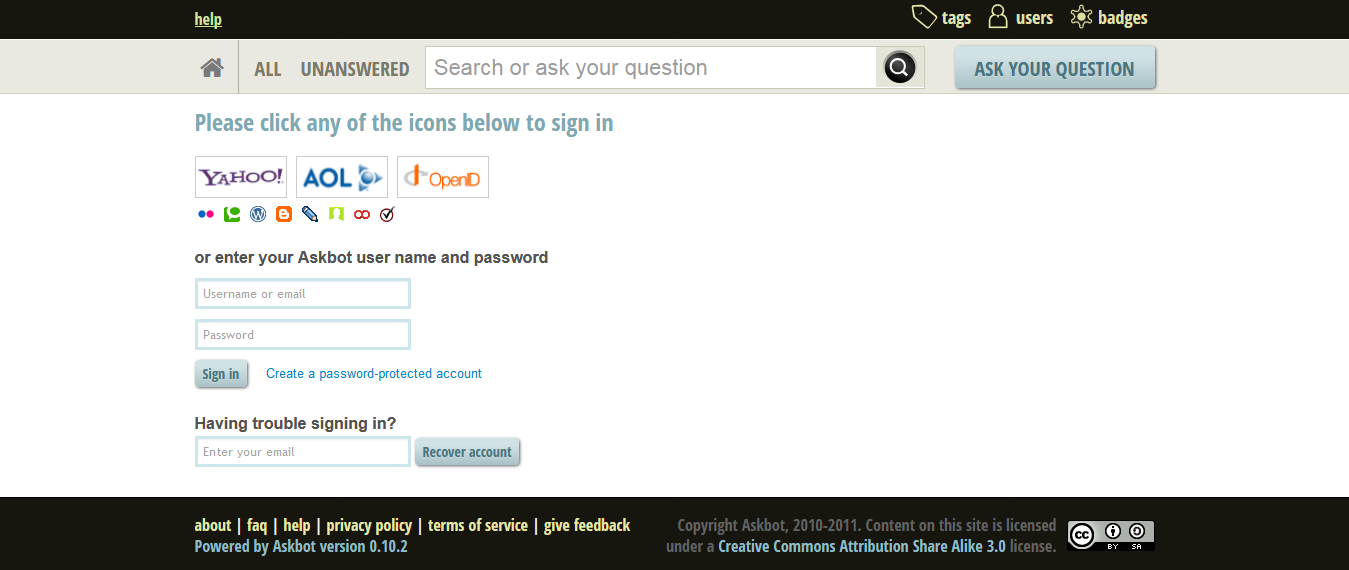 help
tags users badges
ALL UNANSWERED Search or ask your question ASK YOUR QUESTION
Please click any of the icons below to sign in
YAHOO! AOL OpenID
or enter your Askbot user name and password
Username or email
Password
Sign in Create a password-protected account
Having trouble signing in?
Enter your email Recover account
about | faq | help | privacy policy | terms of service | give feedback
Powered by Askbot version 0.10.2
Copyright Askbot, 2010-2011. Content on this site is licensed
under a Creative Commons Attribution Share Alike 3.0 license.
cc BY SA